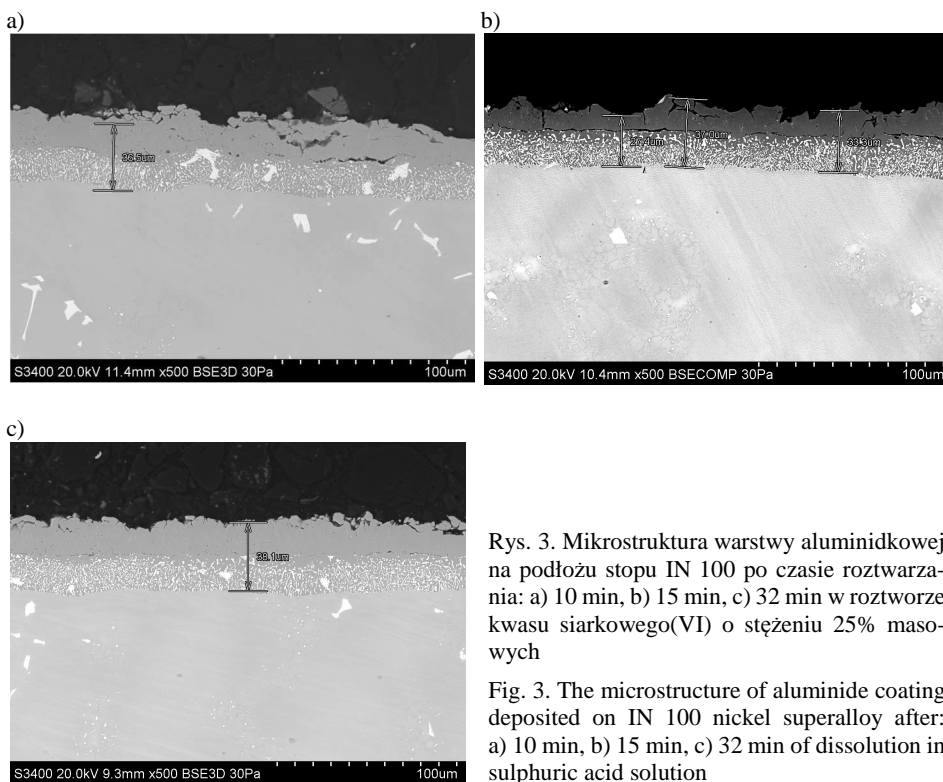 a)
36.5um
S3400 20.0kV 11.4mm x500 BSE3D 30Pa 100um
b)
37.0um
33.3um
S3400 20.0kV 10.4mm x500 BSECOMP 30Pa 100um
c)
38.1um
S3400 20.0kV 9.3mm x500 BSE3D 30Pa 100um
Rys. 3. Mikrostruktura warstwy aluminidkowej
na podłożu stopu IN 100 po czasie roztwarza-
nia: a) 10 min, b) 15 min, c) 32 min w roztworze
kwasu siarkowego(VI) o stężeniu 25% maso-
wych
Fig. 3. The microstructure of aluminide coating
deposited on IN 100 nickel superalloy after:
a) 10 min, b) 15 min, c) 32 min of dissolution in
sulphuric acid solution